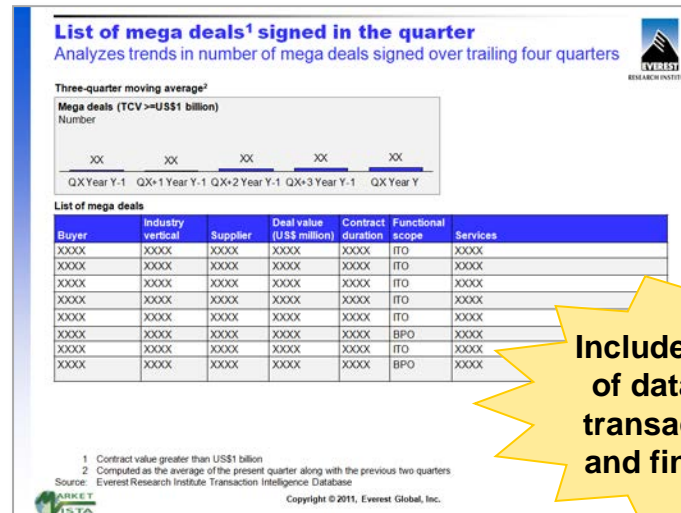 List of mega deals¹ signed in the quarter
Analyzes trends in number of mega deals signed over trailing four quarters
EVEREST
Three-quarter moving average²
Mega deals (TCV >=US$1 billion)
Number
XX XX XX XX XX
QX Year Y-1 QX+1 Year Y-1 QX+2 Year Y-1 QX+3 Year Y-1 QX Year Y
List of mega deals
Buyer Industry vertical Supplier Deal value (US$ million) Contract duration Functional scope Services
XXXX XXXX XXXX XXXX XXXX ITO XXXX
XXXX XXXX XXXX XXXX XXXX ITO XXXX
XXXX XXXX XXXX XXXX XXXX ITO XXXX
XXXX XXXX XXXX XXXX XXXX ITO XXXX
XXXX XXXX XXXX XXXX XXXX ITO XXXX
XXXX XXXX XXXX XXXX XXXX BPO XXXX
XXXX XXXX XXXX XXXX XXXX ITO XXXX
XXXX XXXX XXXX XXXX XXXX BPO XXXX
Include
of data
transac
and fin
1 Contract value greater than US$1 billion
2 Computed as the average of the present quarter along with the previous two quarters
Source: Everest Research Institute Transaction Intelligence Database
MARKET
VISTA
Copyright © 2011, Everest Global, Inc.